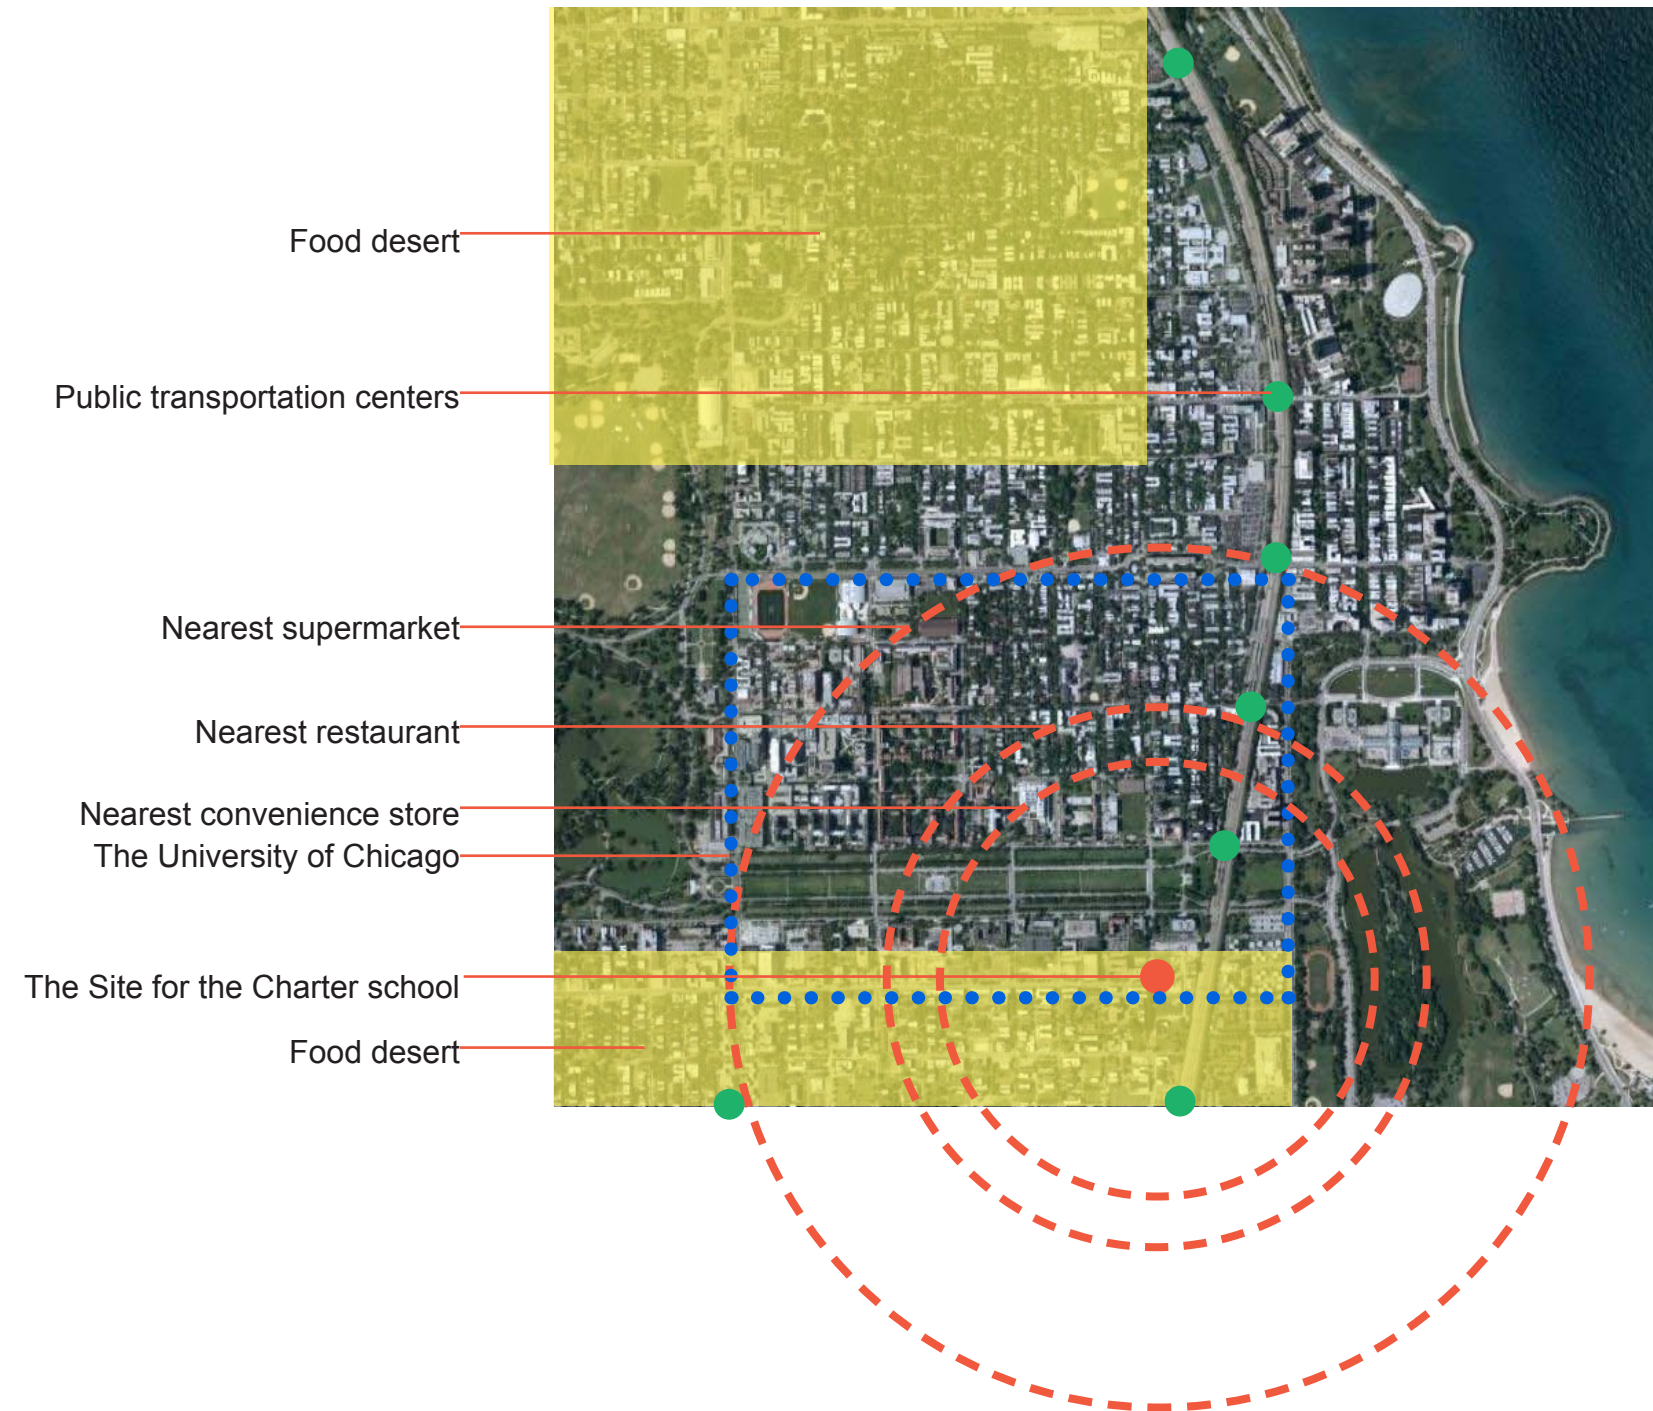 Food desert
Public transportation centers
Nearest supermarket
Nearest restaurant
Nearest convenience store
The University of Chicago
The Site for the Charter school
Food desert